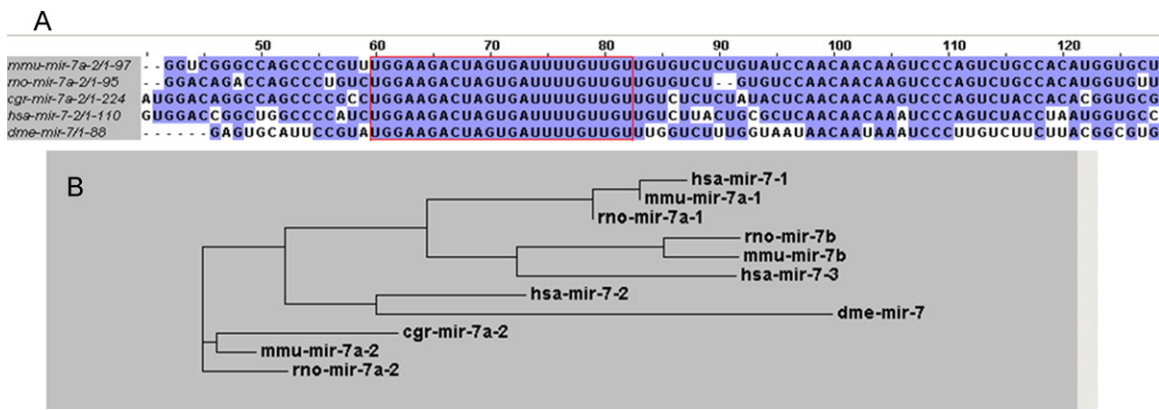 A
50 60 70 80 90 100 110 120
mmu-mir-7a-2/1-97 --GGUCGGGCCAGCCCCGUUUGGAAGACUAGUGAUUUUGUUGUUGUGUCUCUGUAUCCAACAACAAGUCCCAGUCUGCCACAUGGUGCU
rno-mir-7a-2/1-95 --GGACAGACCAGCCCUGUCUGGAAGACUAGUGAUUUUGUUGUUGUGUCUC--GUGUCCAACAACAAGUCCCAGUCUGCCACAUGGUGUU
cgr-mir-7a-2/1-224 AUGGACAGGCCAGCCCCGCCUGGAAGACUAGUGAUUUUGUUGUUGUCUCUCUAUACUCAACAACAAGUCCCAGUCUACCACACGGUGCG
hsa-mir-7-2/1-110 GUGGACCGGCUGGCCCCAUCUGGAAGACUAGUGAUUUUGUUGUUGUCUUACUGCGCUCAACAACAAAUCCCAGUCUACCUAAUGGUGCC
dme-mir-7/1-88 ------GAGUGCAUUCCGUAUGGAAGACUAGUGAUUUUGUUGUUUGGUCUUUGGUAAUAACAAUAAAUCCCUUGUCUUCUUACGGCGUG
B
hsa-mir-7-1
mmu-mir-7a-1
rno-mir-7a-1
rno-mir-7b
mmu-mir-7b
hsa-mir-7-3
hsa-mir-7-2
dme-mir-7
cgr-mir-7a-2
mmu-mir-7a-2
rno-mir-7a-2